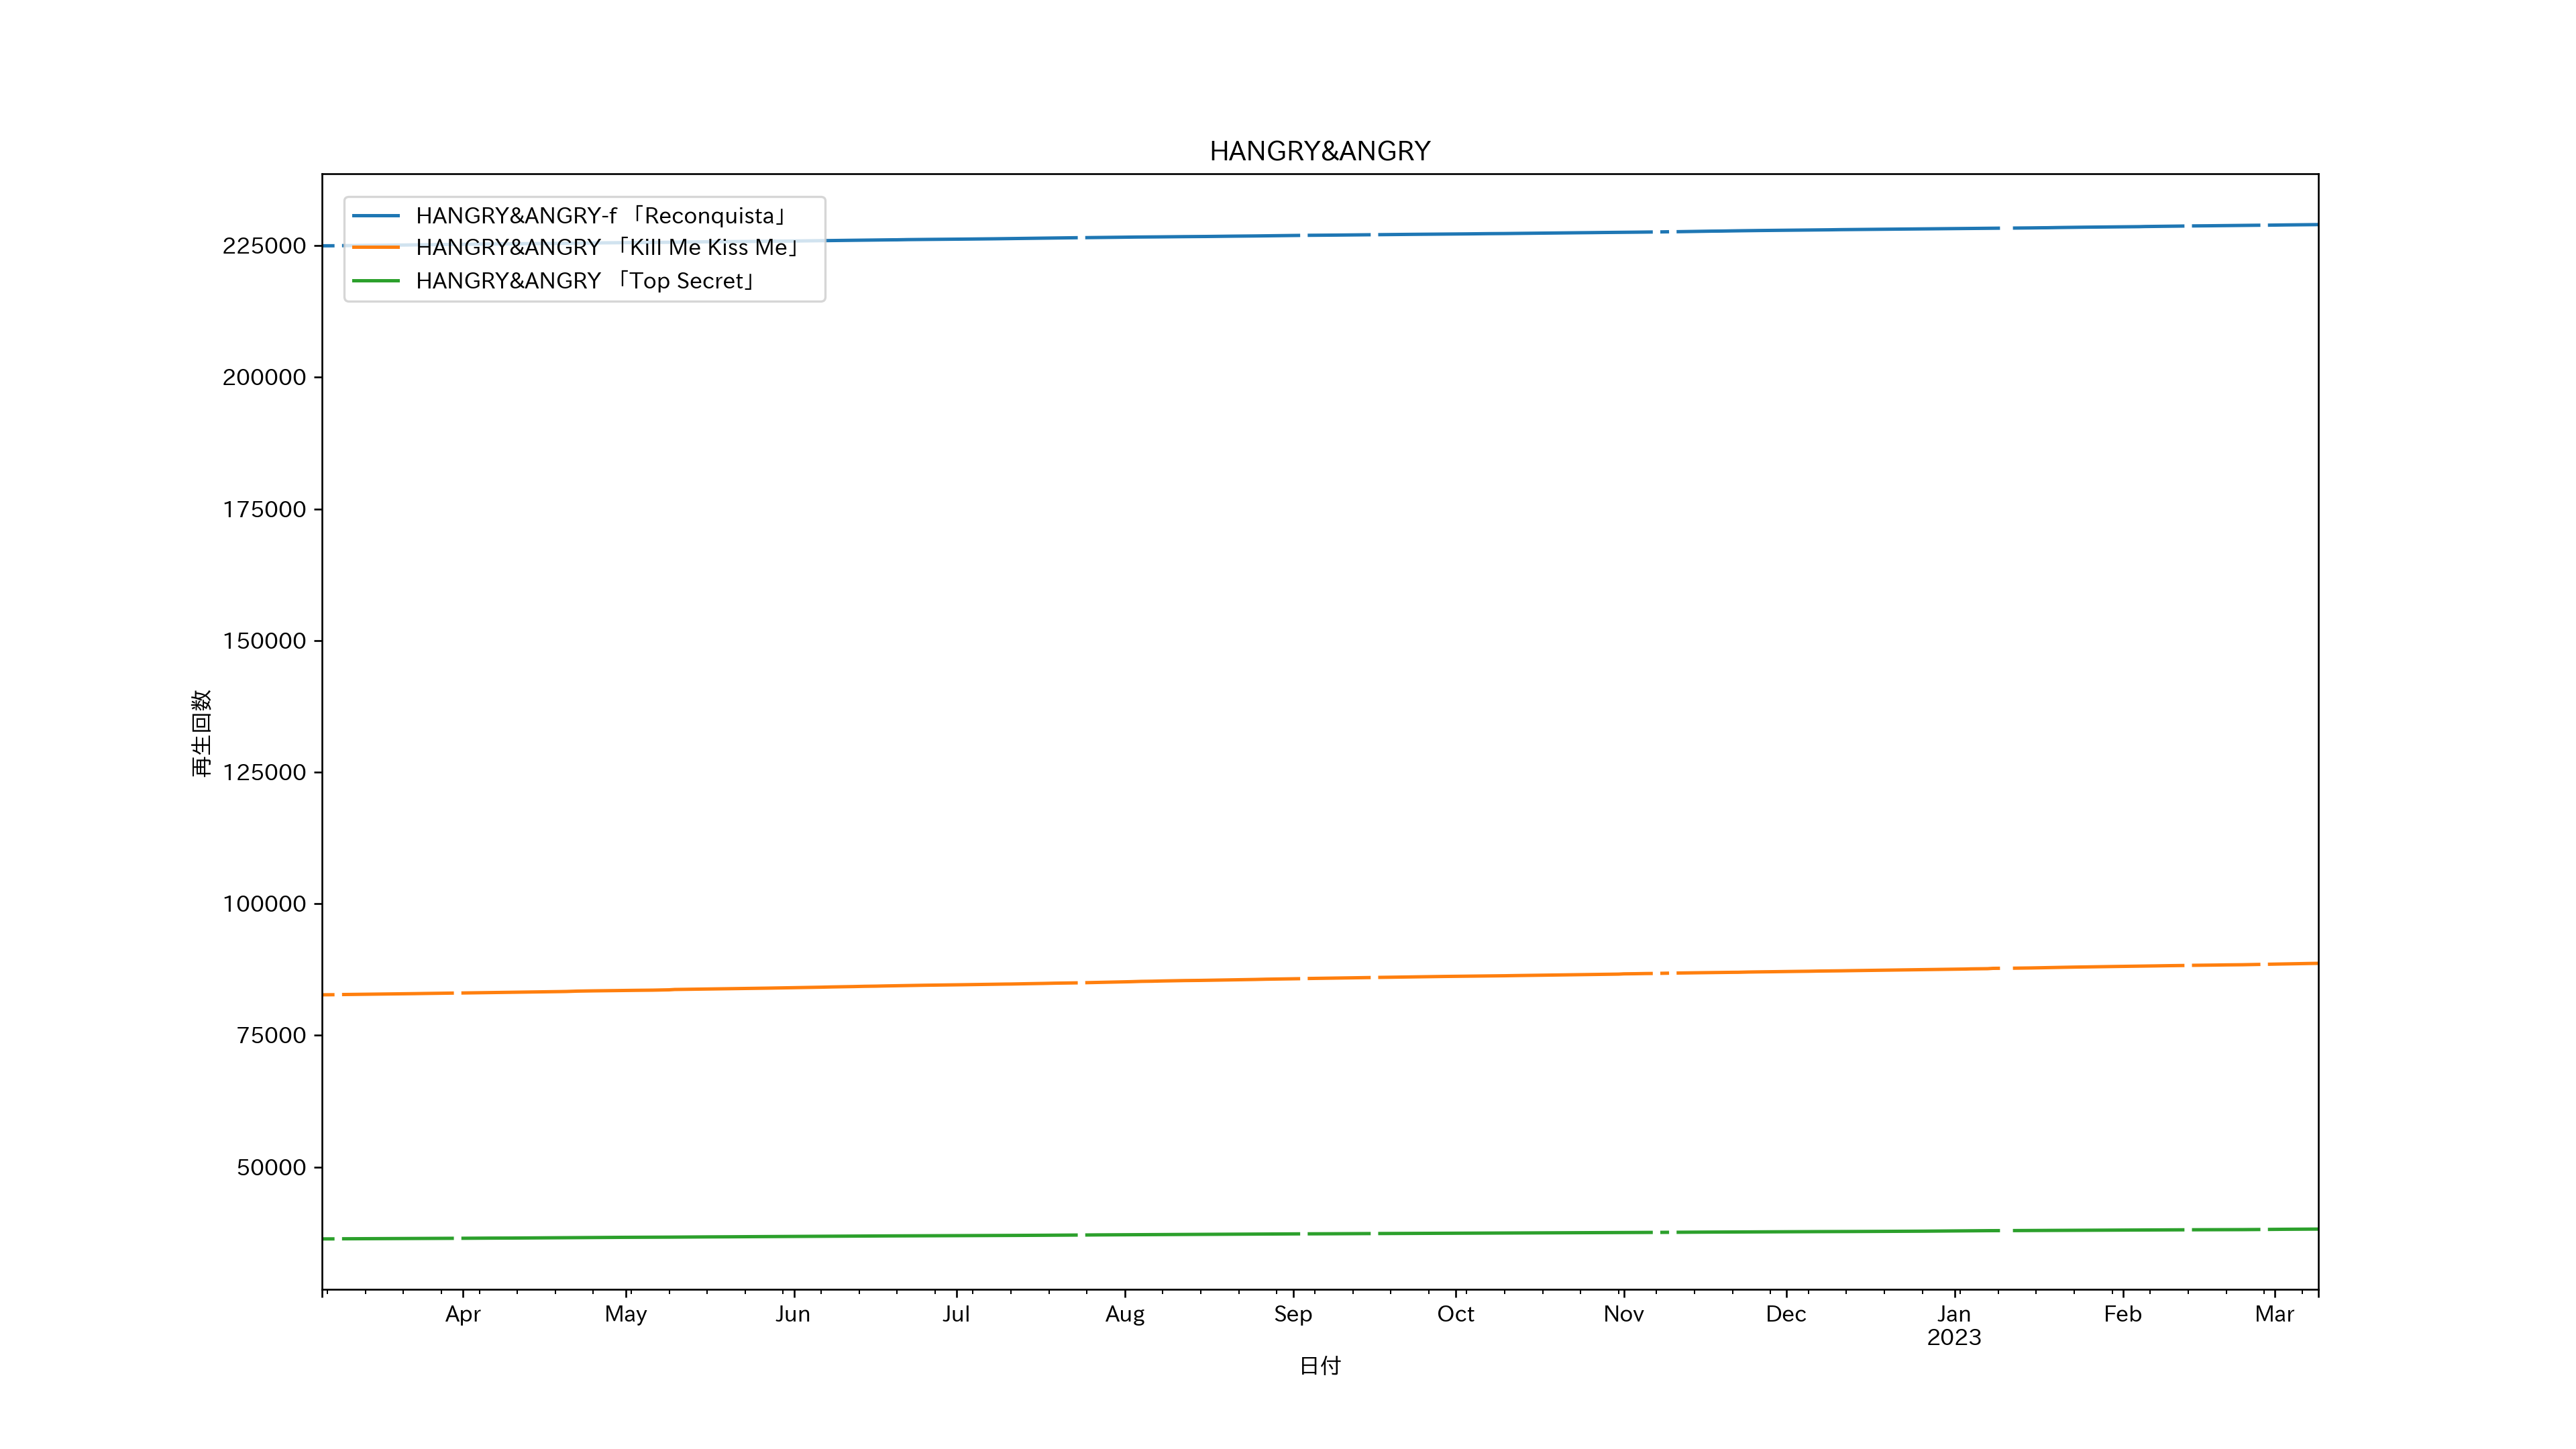 HANGRY&ANGRY
HANGRY&ANGRY-f 「Reconquista」
HANGRY&ANGRY 「Kill Me Kiss Me」
HANGRY&ANGRY 「Top Secret」
225000
200000
175000
150000
125000
100000
75000
50000
再生回数
Apr May Jun Jul Aug Sep Oct Nov Dec Jan Feb Mar
2023
日付